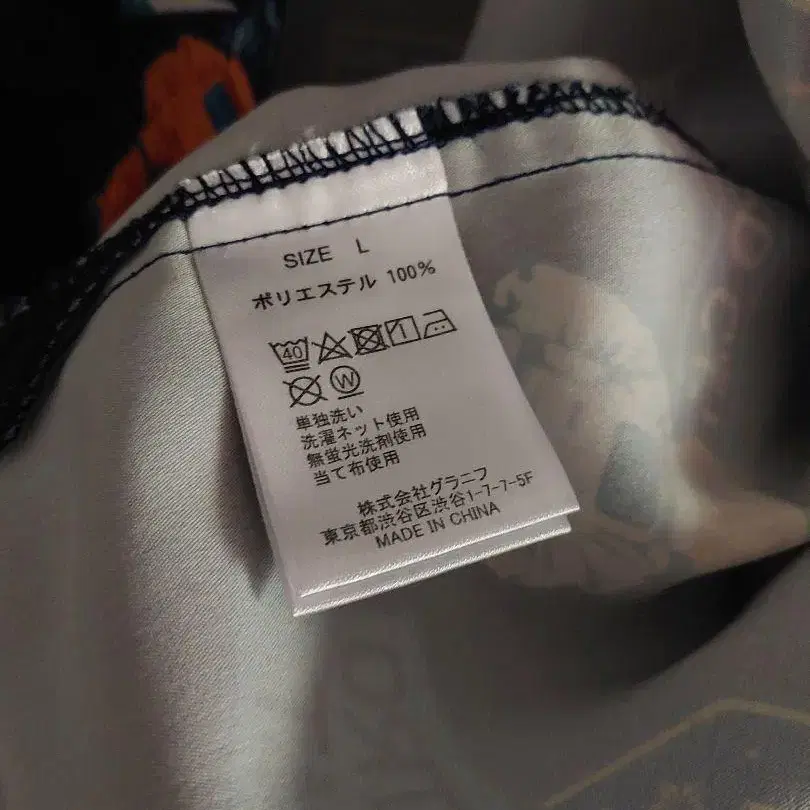 SIZE L
ポリエステル 100%
40
W
単独洗い
洗濯ネット使用
無蛍光洗剤使用
当て布使用
株式会社グラニフ
東京都渋谷区渋谷1-7-7-5F
MADE IN CHINA